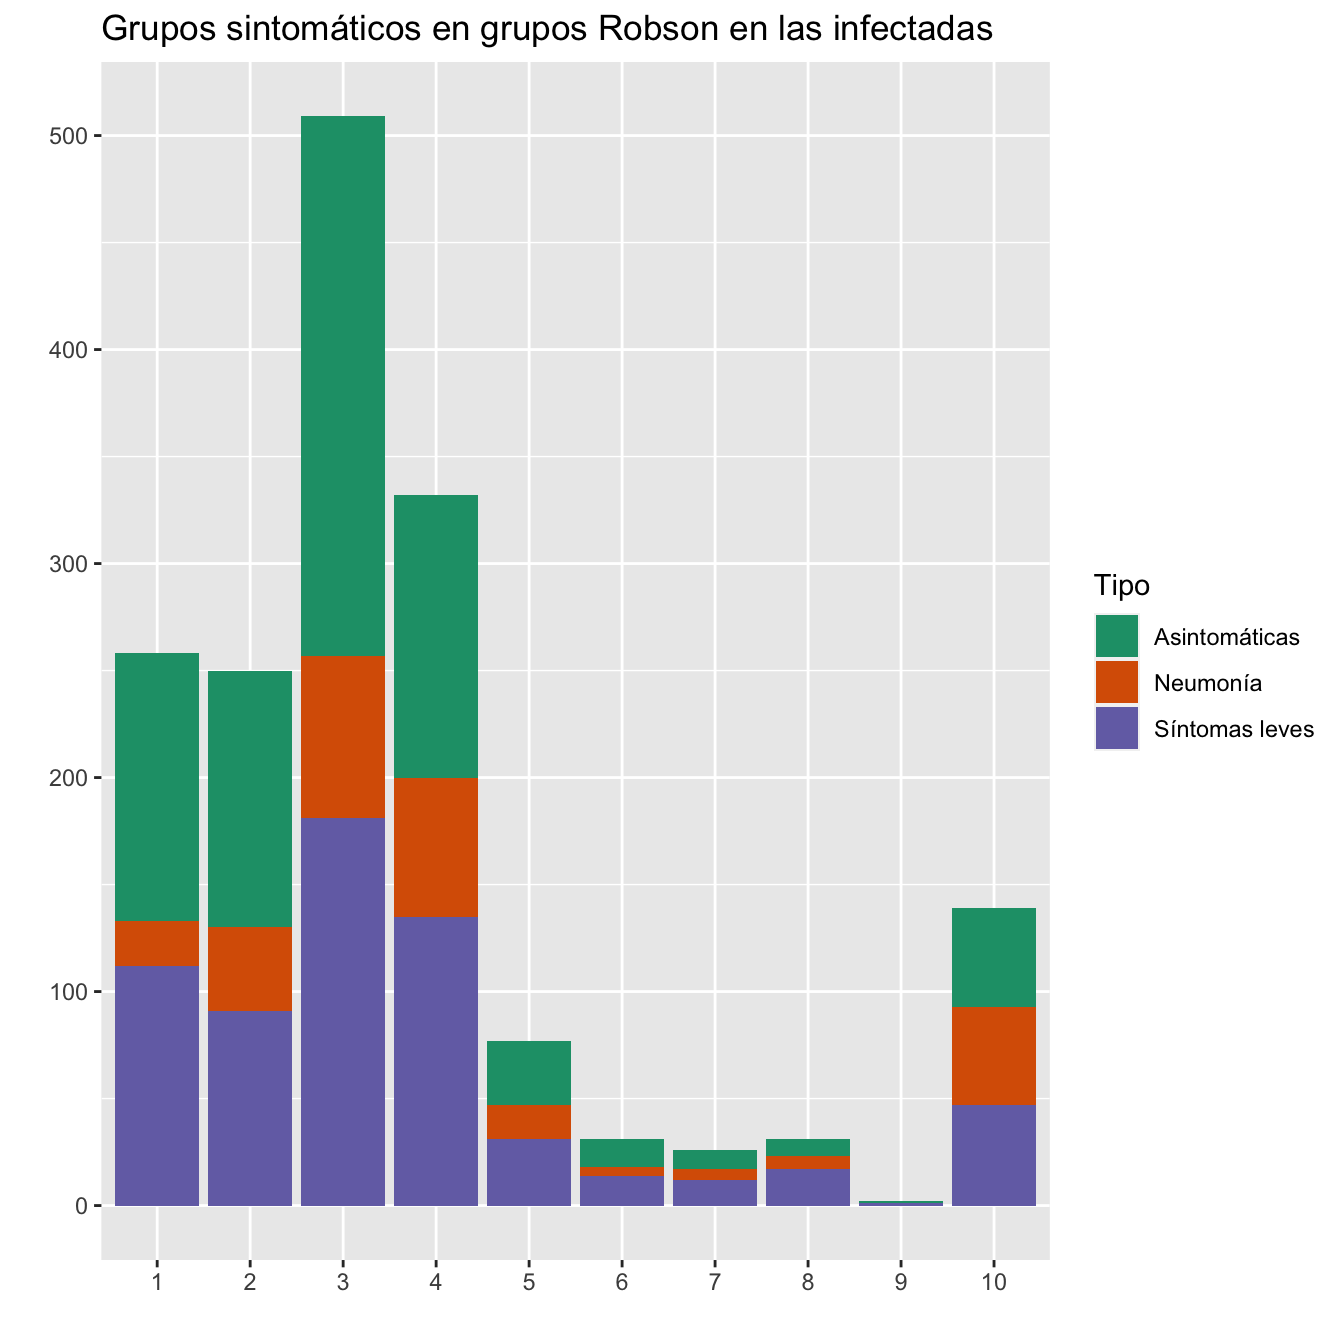 Grupos sintomáticos en grupos Robson en las infectadas
500
400
300
200
100
0
1 2 3 4 5 6 7 8 9 10
Tipo
Asintomáticas
Neumonía
Síntomas leves